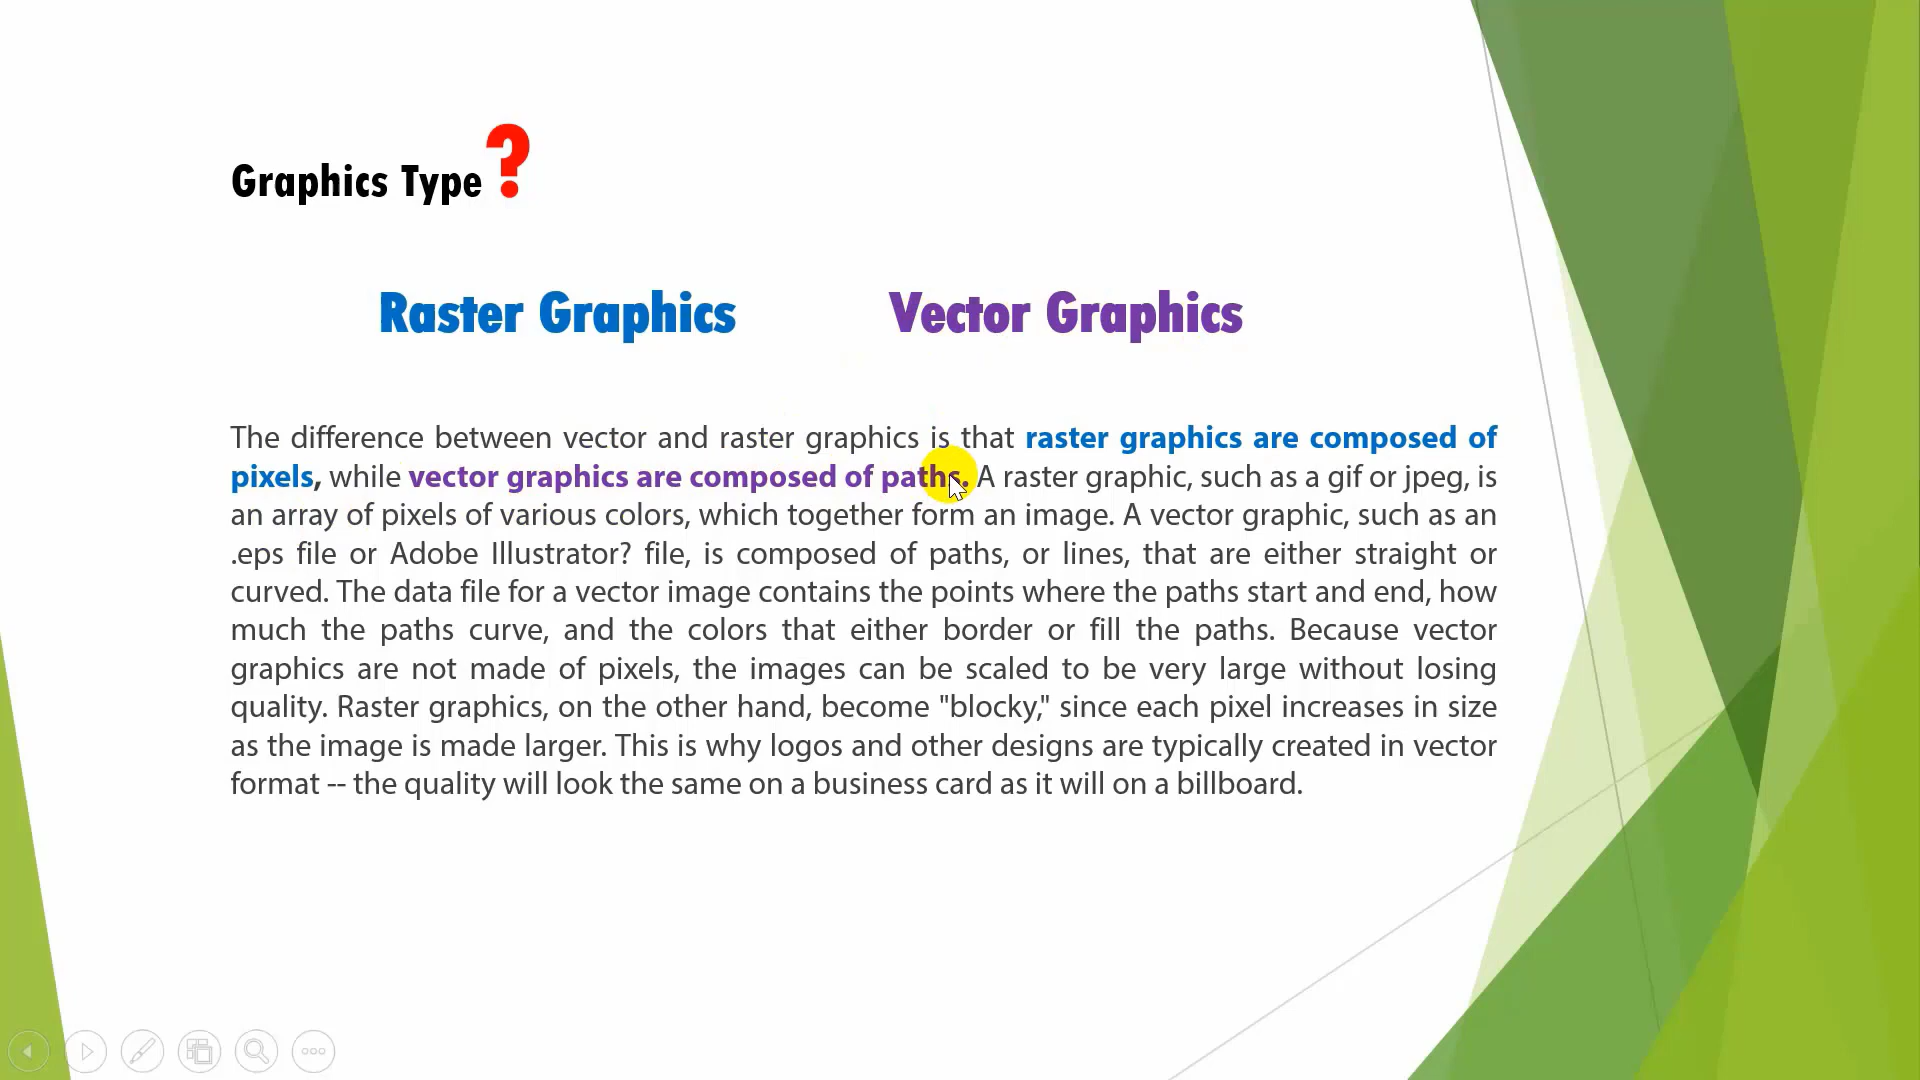 Graphics Type?
Raster Graphics
Vector Graphics
The difference between vector and raster graphics is that raster graphics are composed of
pixels, while vector graphics are composed of paths. A raster graphic, such as a gif or jpeg, is
an array of pixels of various colors, which together form an image. A vector graphic, such as an
.eps file or Adobe Illustrator? file, is composed of paths, or lines, that are either straight or
curved. The data file for a vector image contains the points where the paths start and end, how
much the paths curve, and the colors that either border or fill the paths. Because vector
graphics are not made of pixels, the images can be scaled to be very large without losing
quality. Raster graphics, on the other hand, become "blocky," since each pixel increases in size
as the image is made larger. This is why logos and other designs are typically created in vector
format -- the quality will look the same on a business card as it will on a billboard.